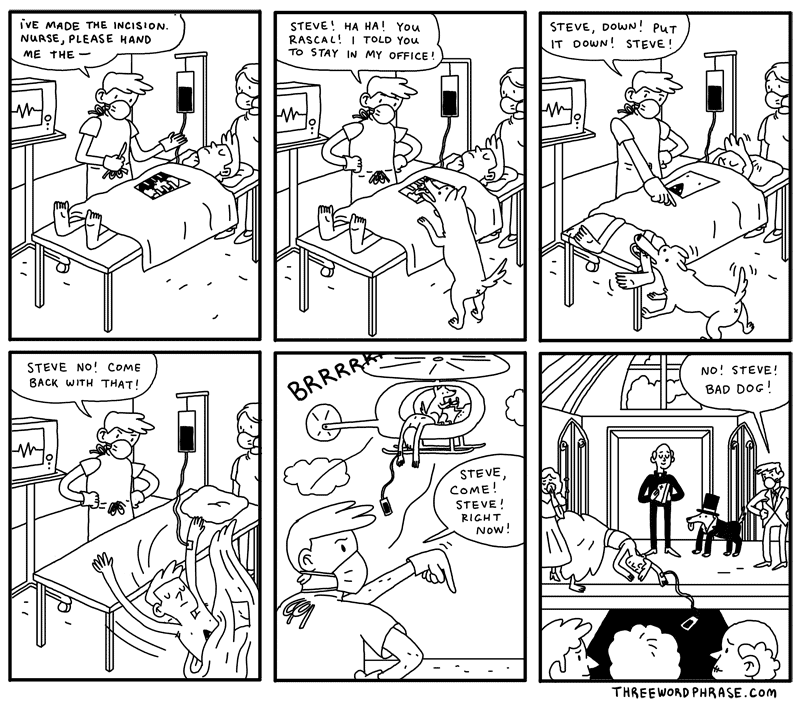 I'VE MADE THE INCISION.
NURSE, PLEASE HAND
ME THE—
STEVE! HA HA! YOU
RASCAL! I TOLD YOU
TO STAY IN MY OFFICE!
STEVE, DOWN! PUT
IT DOWN! STEVE!
STEVE NO! COME
BACK WITH THAT!
BRRRRR
STEVE,
COME!
STEVE!
RIGHT
NOW!
NO! STEVE!
BAD DOG!
THREEWORDPHRASE.COM